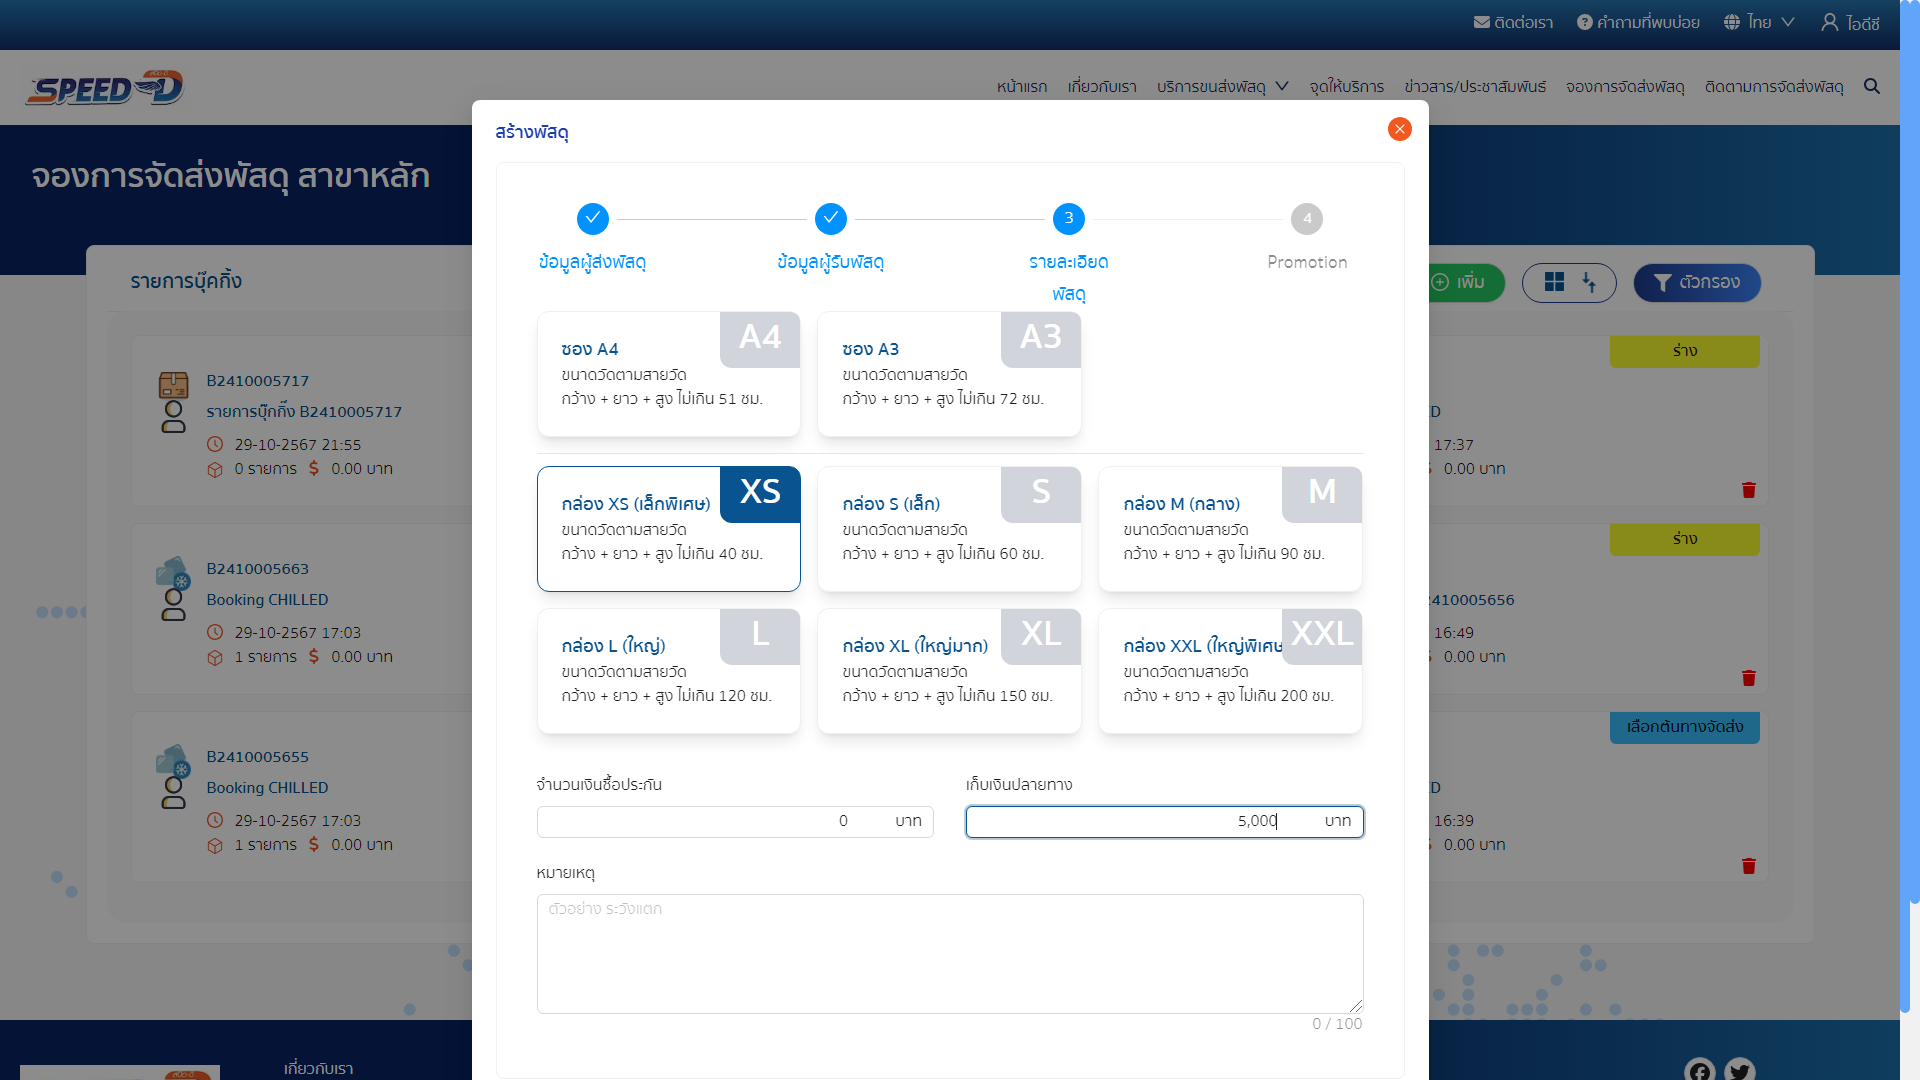 ติดต่อเรา
คำถามที่พบบ่อย
ไทย
ไอดีซี
SPEED D
หน้าแรก
เกี่ยวกับเรา
บริการขนส่งพัสดุ
จุดให้บริการ
ข่าวสาร/ประชาสัมพันธ์
จองการจัดส่งพัสดุ
ติดตามการจัดส่งพัสดุ
จองการจัดส่งพัสดุ สาขาหลัก
รายการบุ๊คกิ้ง
เพิ่ม
ตัวกรอง
B2410005717
รายการบุ๊กกิ๊ง B2410005717
29-10-2567 21:55
0 รายการ $ 0.00 บาท
B2410005663
Booking CHILLED
29-10-2567 17:03
1 รายการ $ 0.00 บาท
B2410005655
Booking CHILLED
29-10-2567 17:03
1 รายการ $ 0.00 บาท
สร้างพัสดุ
ข้อมูลผู้ส่งพัสดุ
ข้อมูลผู้รับพัสดุ
3
รายละเอียด
พัสดุ
4
Promotion
ซอง A4
A4
ขนาดวัดตามสายวัด
กว้าง + ยาว + สูง ไม่เกิน 51 ซม.
ซอง A3
A3
ขนาดวัดตามสายวัด
กว้าง + ยาว + สูง ไม่เกิน 72 ซม.
กล่อง XS (เล็กพิเศษ)
XS
ขนาดวัดตามสายวัด
กว้าง + ยาว + สูง ไม่เกิน 40 ซม.
กล่อง S (เล็ก)
S
ขนาดวัดตามสายวัด
กว้าง + ยาว + สูง ไม่เกิน 60 ซม.
กล่อง M (กลาง)
M
ขนาดวัดตามสายวัด
กว้าง + ยาว + สูง ไม่เกิน 90 ซม.
กล่อง L (ใหญ่)
L
ขนาดวัดตามสายวัด
กว้าง + ยาว + สูง ไม่เกิน 120 ซม.
กล่อง XL (ใหญ่มาก)
XL
ขนาดวัดตามสายวัด
กว้าง + ยาว + สูง ไม่เกิน 150 ซม.
กล่อง XXL (ใหญ่พิเศษ
XXL
ขนาดวัดตามสายวัด
กว้าง + ยาว + สูง ไม่เกิน 200 ซม.
จำนวนเงินซื้อประกัน
0 บาท
เก็บเงินปลายทาง
5,000 บาท
หมายเหตุ
ตัวอย่าง ระวังแตก
0 / 100
ร่าง
D
17:37
0.00 บาท
ร่าง
2410005656
16:49
0.00 บาท
เลือกต้นทางจัดส่ง
D
16:39
0.00 บาท
เกี่ยวกับเรา